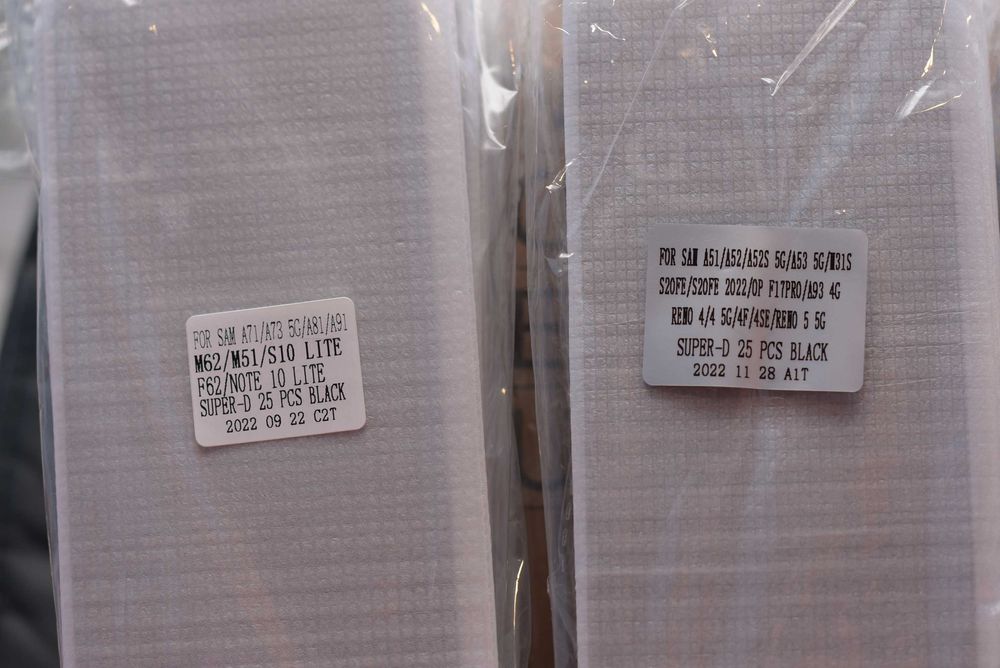 FOR SAM A71/A73 5G/A81/A91
M62/M51/S10 LITE
F62/NOTE 10 LITE
SUPER-D 25 PCS BLACK
2022 09 22 C2T
FOR SAM A51/A52/A52S 5G/A53 5G/M31S
S20FE/S20FE 2022/OP F17PRO/A93 4G
RENO 4/4 5G/4F/4SE/RENO 5 5G
SUPER-D 25 PCS BLACK
2022 11 28 A1T